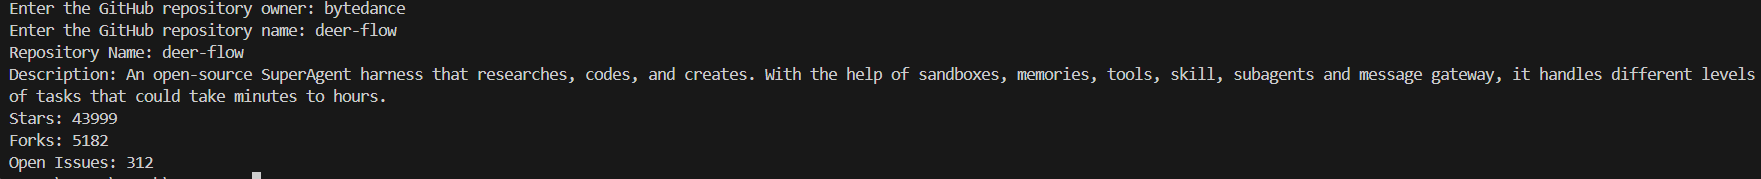 Enter the GitHub repository owner: bytedance
Enter the GitHub repository name: deer-flow
Repository Name: deer-flow
Description: An open-source SuperAgent harness that researches, codes, and creates. With the help of sandboxes, memories, tools, skill, subagents and message gateway, it handles different levels
of tasks that could take minutes to hours.
Stars: 43999
Forks: 5182
Open Issues: 312